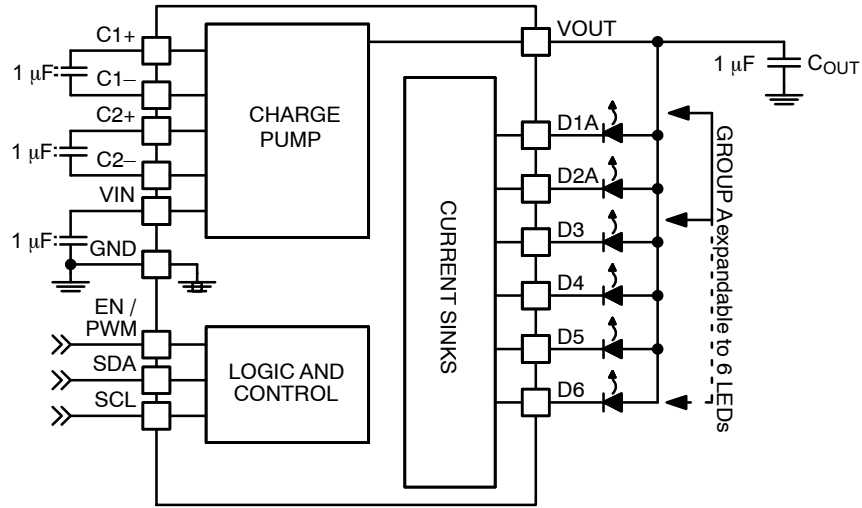 C1+
1 μF
C1–
C2+
1 μF
C2–
VIN
1 μF
GND
EN /
PWM
SDA
SCL
CHARGE
PUMP
LOGIC AND
CONTROL
CURRENT SINKS
VOUT
D1A
D2A
D3
D4
D5
D6
1 μF
COUT
GROUP Aexpandable to 6 LEDs